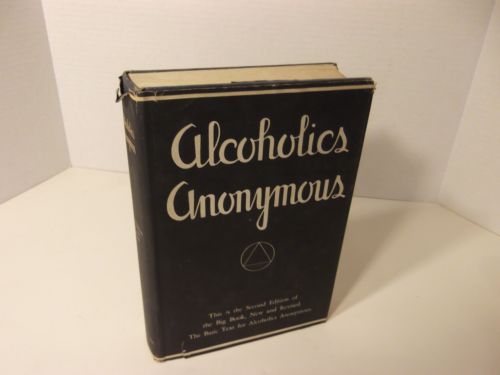 Alcoholics
Anonymous
This is the Second Edition of
the Big Book, New and Revised
The Basic Text for Alcoholics Anonymous